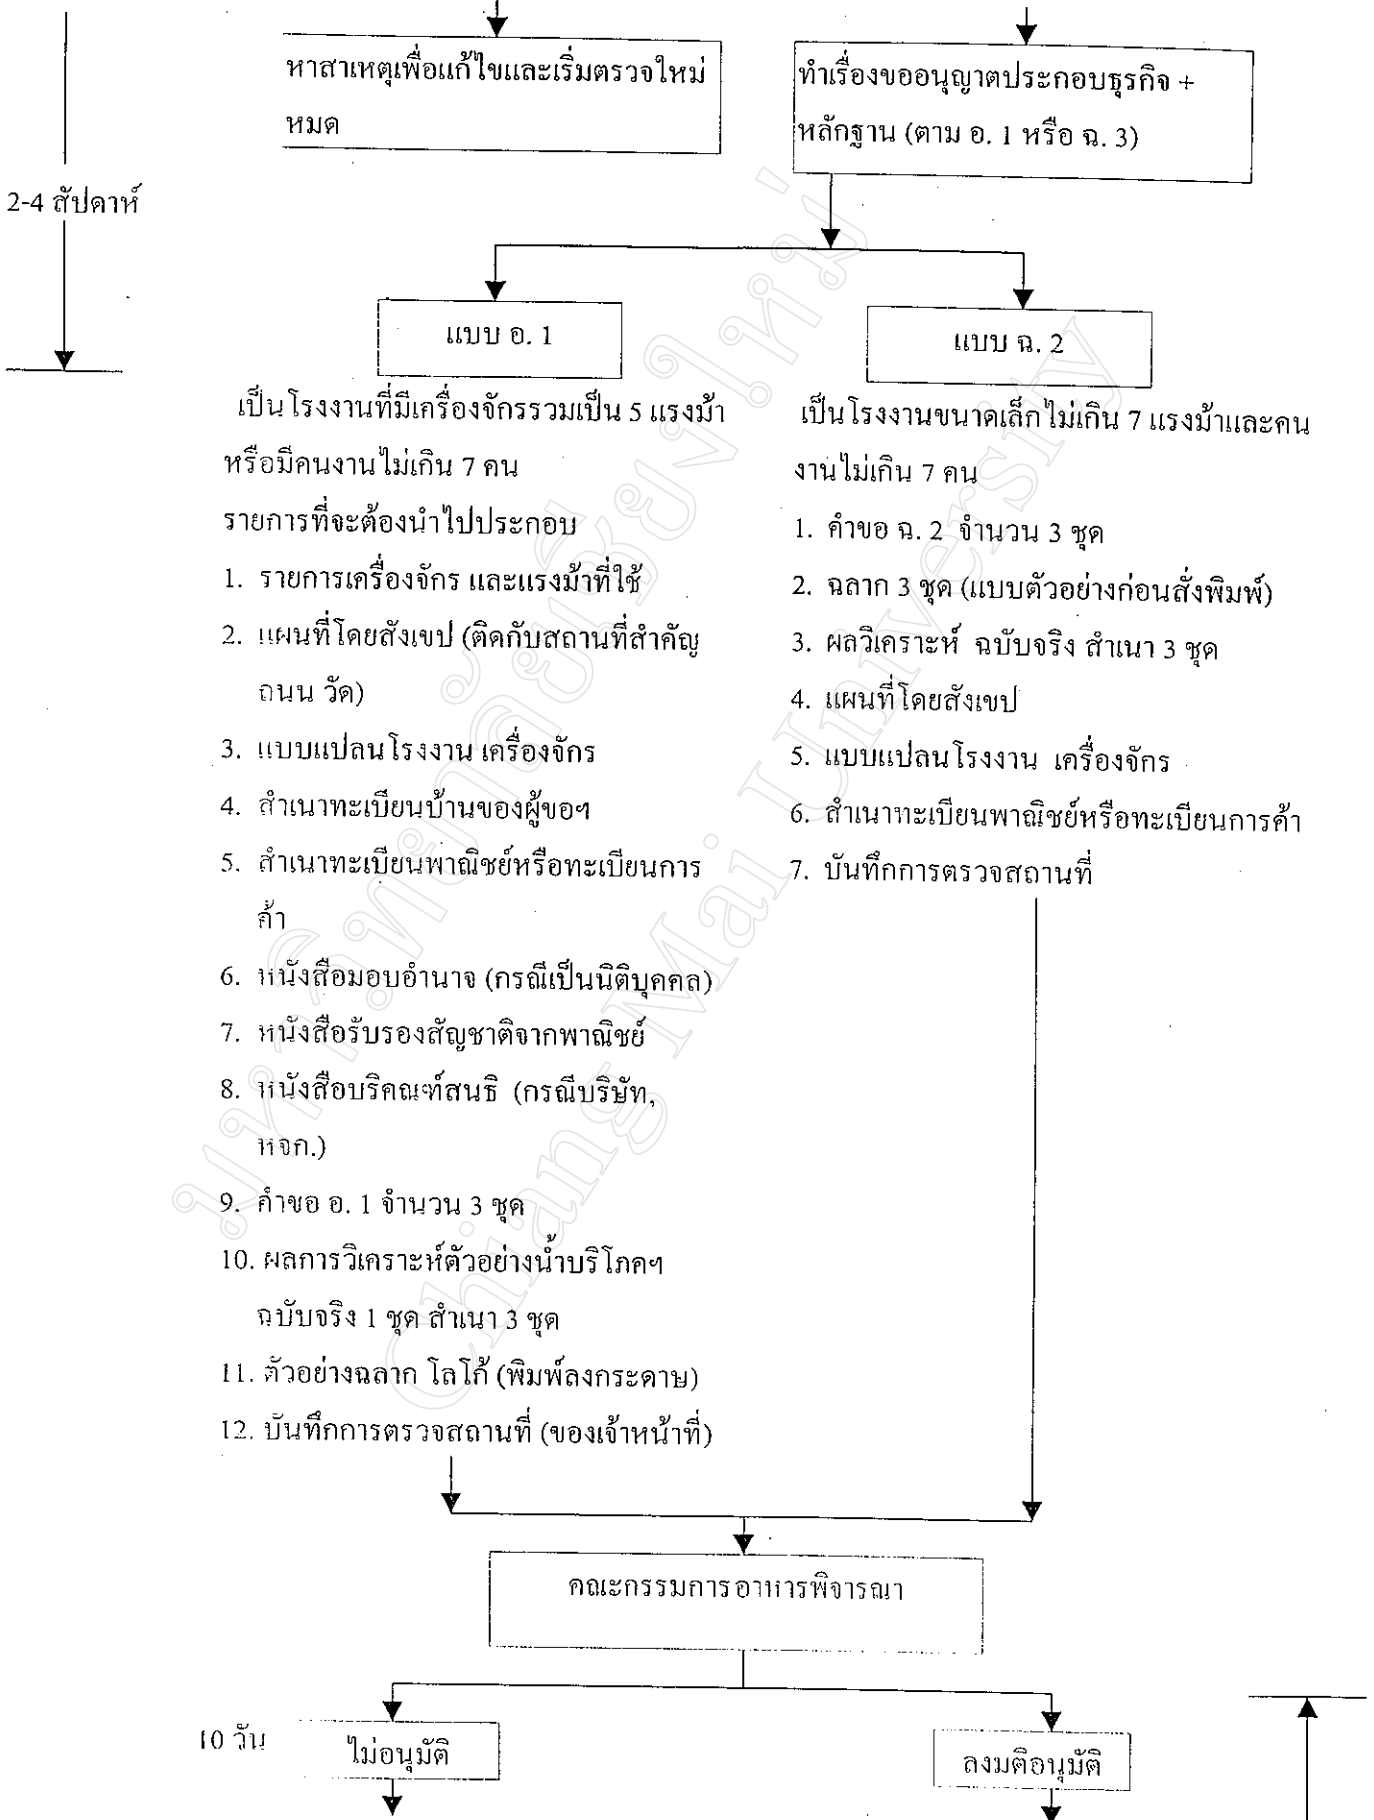 หาสาเหตุเพื่อแก้ไขและเริ่มตรวจใหม่
หมด
ทำเรื่องขออนุญาตประกอบธุรกิจ +
หลักฐาน (ตาม อ. 1 หรือ ฉ. 3)
2-4 สัปดาห์
แบบ อ. 1
แบบ ฉ. 2
เป็นโรงงานที่มีเครื่องจักรรวมเป็น 5 แรงม้า
หรือมีคนงานไม่เกิน 7 คน
รายการที่จะต้องนำไปประกอบ
1. รายการเครื่องจักร และแรงม้าที่ใช้
2. แผนที่โดยสังเขป (ติดกับสถานที่สำคัญ
ถนน วัด)
3. แบบแปลนโรงงาน เครื่องจักร
4. สำเนาทะเบียนบ้านของผู้ขอฯ
5. สำเนาทะเบียนพาณิชย์หรือทะเบียนการ
ค้า
6. หนังสือมอบอำนาจ (กรณีเป็นนิติบุคคล)
7. หนังสือรับรองสัญชาติจากพาณิชย์
8. หนังสือบริคณฑ์สนธิ (กรณีบริษัท,
หจก.)
9. คำขอ อ. 1 จำนวน 3 ชุด
10. ผลการวิเคราะห์ตัวอย่างน้ำบริโภคฯ
ฉบับจริง 1 ชุด สำเนา 3 ชุด
11. ตัวอย่างฉลาก โลโก้ (พิมพ์ลงกระดาษ)
12. บันทึกการตรวจสถานที่ (ของเจ้าหน้าที่)
เป็นโรงงานขนาดเล็กไม่เกิน 7 แรงม้าและคน
งานไม่เกิน 7 คน
1. คำขอ ฉ. 2 จำนวน 3 ชุด
2. ฉลาก 3 ชุด (แบบตัวอย่างก่อนสั่งพิมพ์)
3. ผลวิเคราะห์ ฉบับจริง สำเนา 3 ชุด
4. แผนที่โดยสังเขป
5. แบบแปลนโรงงาน เครื่องจักร
6. สำเนาทะเบียนพาณิชย์หรือทะเบียนการค้า
7. บันทึกการตรวจสถานที่
คณะกรรมการอาหารพิจารณา
10 วัน
ไม่อนุมัติ
ลงมติอนุมัติ
มหาวิทยาลัยเชียงใหม่
Chiang Mai University